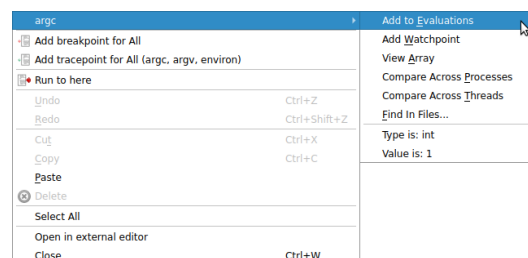 argc
Add breakpoint for All
Add tracepoint for All (argc, argv, environ)
Run to here
Undo Ctrl+Z
Redo Ctrl+Shift+Z
Cut Ctrl+X
Copy Ctrl+C
Paste
Delete
Select All
Open in external editor
Close Ctrl+W
Add to Evaluations
Add Watchpoint
View Array
Compare Across Processes
Compare Across Threads
Find In Files...
Type is: int
Value is: 1